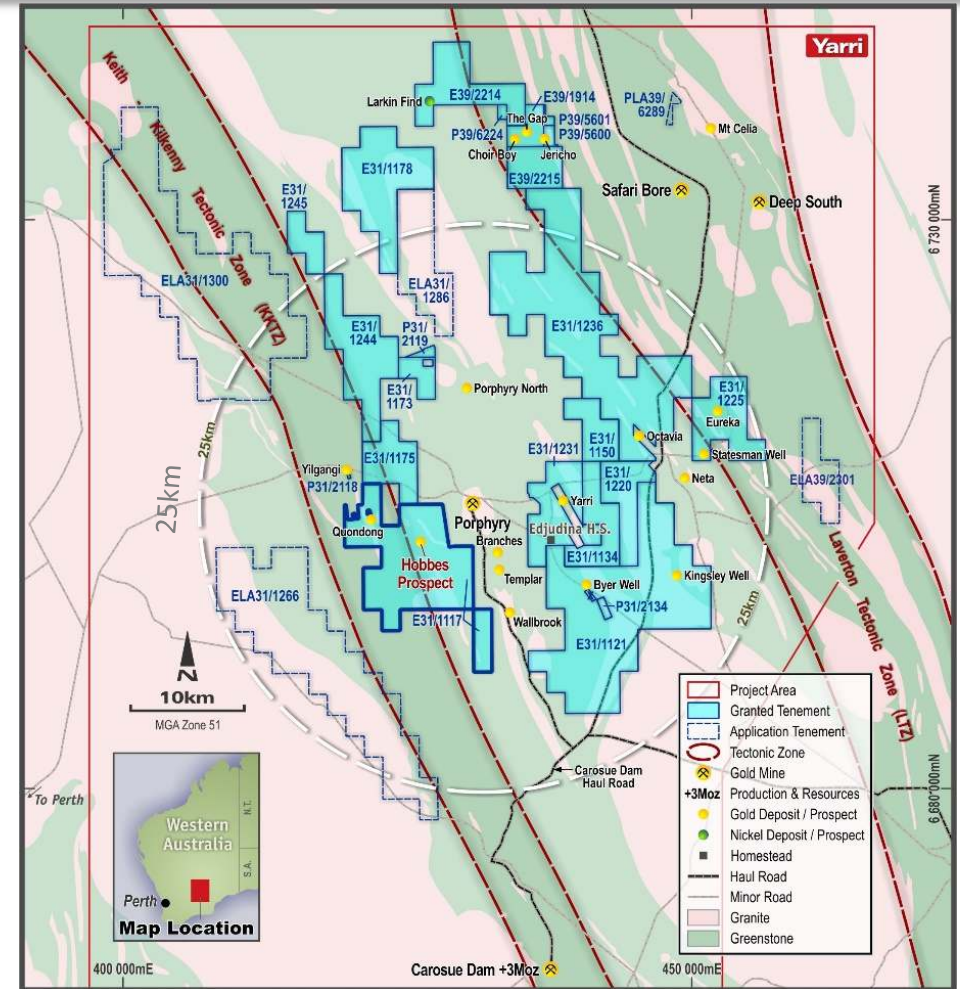 Yarri
Keith - Kilkenny Tectonic Zone (KKTZ)
Larkin Find
E39/2214
E39/1914
The Gap
P39/6224
P39/5601
P39/5600
Choir Boy
Jericho
E39/2215
PLA39/
6289
Mt Celia
Safari Bore
Deep South
6 730 000mN
E31/1178
E31/
1245
ELA31/1300
ELA31/
1286
E31/
1244
P31/
2119
E31/
1173
E31/1236
Porphyry North
E31/
1225
Eureka
Octavia
Statesman Well
Neta
ELA39/2301
E31/1231
E31/
1150
E31/
1220
25km
25km
Yilgangi
P31/2118
E31/1175
Quondong
Porphyry
Yarri
Edjudina H.S.
Branches
Templar
E31/1134
Hobbes
Prospect
Byer Well
Kingsley Well
P31/2134
25km
Wallbrook
E31/1117
E31/1121
ELA31/1266
Laverton Tectonic Zone (LTZ)
N
10km
MGA Zone 51
Carosue Dam
Haul Road
To Perth
6 680 000mN
Western
Australia
N.T.
S.A.
Perth
Map Location
Project Area
Granted Tenement
Application Tenement
Tectonic Zone
Gold Mine
+3Moz Production & Resources
Gold Deposit / Prospect
Nickel Deposit / Prospect
Homestead
Haul Road
Minor Road
Granite
Greenstone
400 000mE
Carosue Dam +3Moz
450 000mE